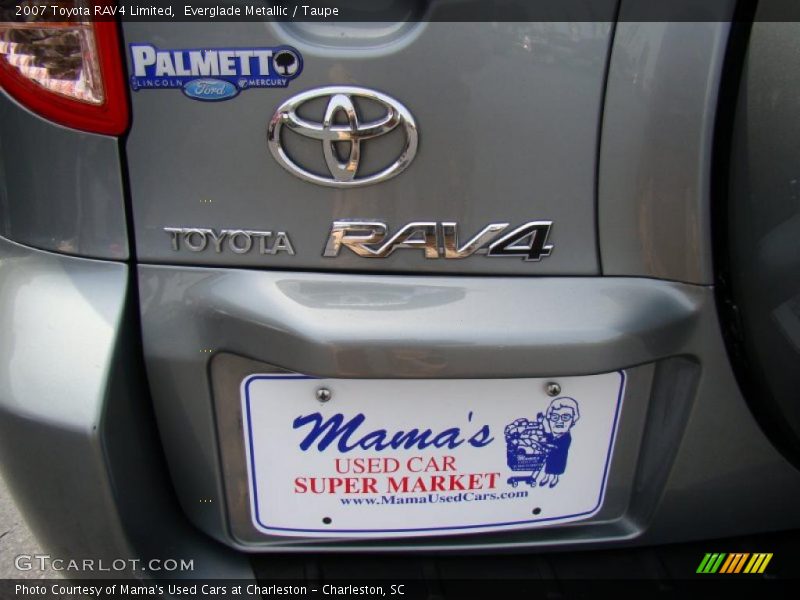 2007 Toyota RAV4 Limited,  Everglade Metallic / Taupe
PALMETTO
LINCOLN Ford MERCURY
TOYOTA RAV4
Mama's
USED CAR
SUPER MARKET
www.MamaUsedCars.com
GTCARLOT.COM
Photo Courtesy of Mama's Used Cars at Charleston - Charleston, SC